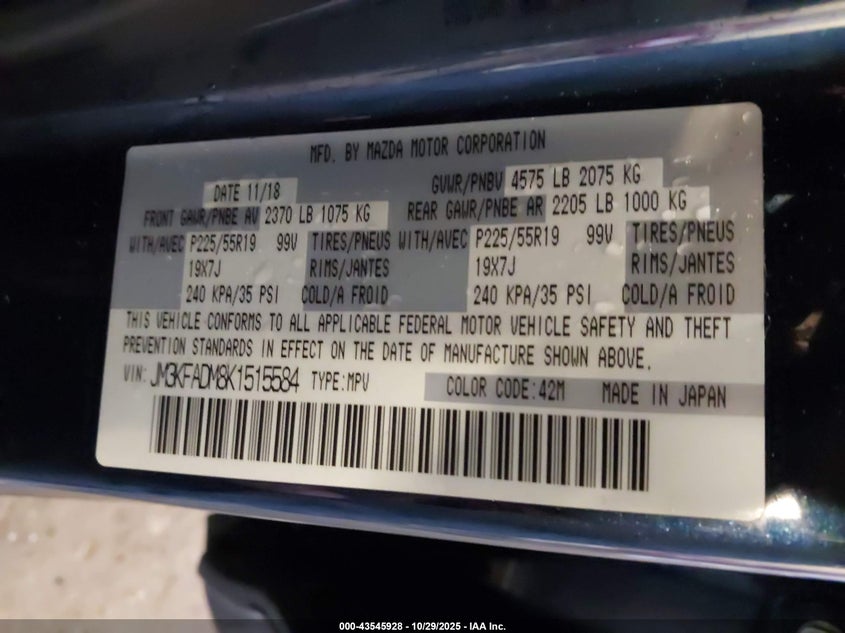 MFD. BY MAZDA MOTOR CORPORATION
DATE 11/18 GVWR/PNBV 4575 LB 2075 KG
FRONT GAWR/PNBE AV 2370 LB 1075 KG REAR GAWR/PNBE AR 2205 LB 1000 KG
WITH/AVEC P225/55R19 99V TIRES/PNEUS WITH/AVEC P225/55R19 99V TIRES/PNEUS
19X7J RIMS/JANTES 19X7J RIMS/JANTES
240 KPA/35 PSI COLD/A FROID 240 KPA/35 PSI COLD/A FROID
THIS VEHICLE CONFORMS TO ALL APPLICABLE FEDERAL MOTOR VEHICLE SAFETY AND THEFT
PREVENTION STANDARDS IN EFFECT ON THE DATE OF MANUFACTURE SHOWN ABOVE.
VIN: JM3KFADM8K1515584 TYPE:MPV COLOR CODE:42M MADE IN JAPAN
000-43545928 - 10/29/2025 - IAA Inc.